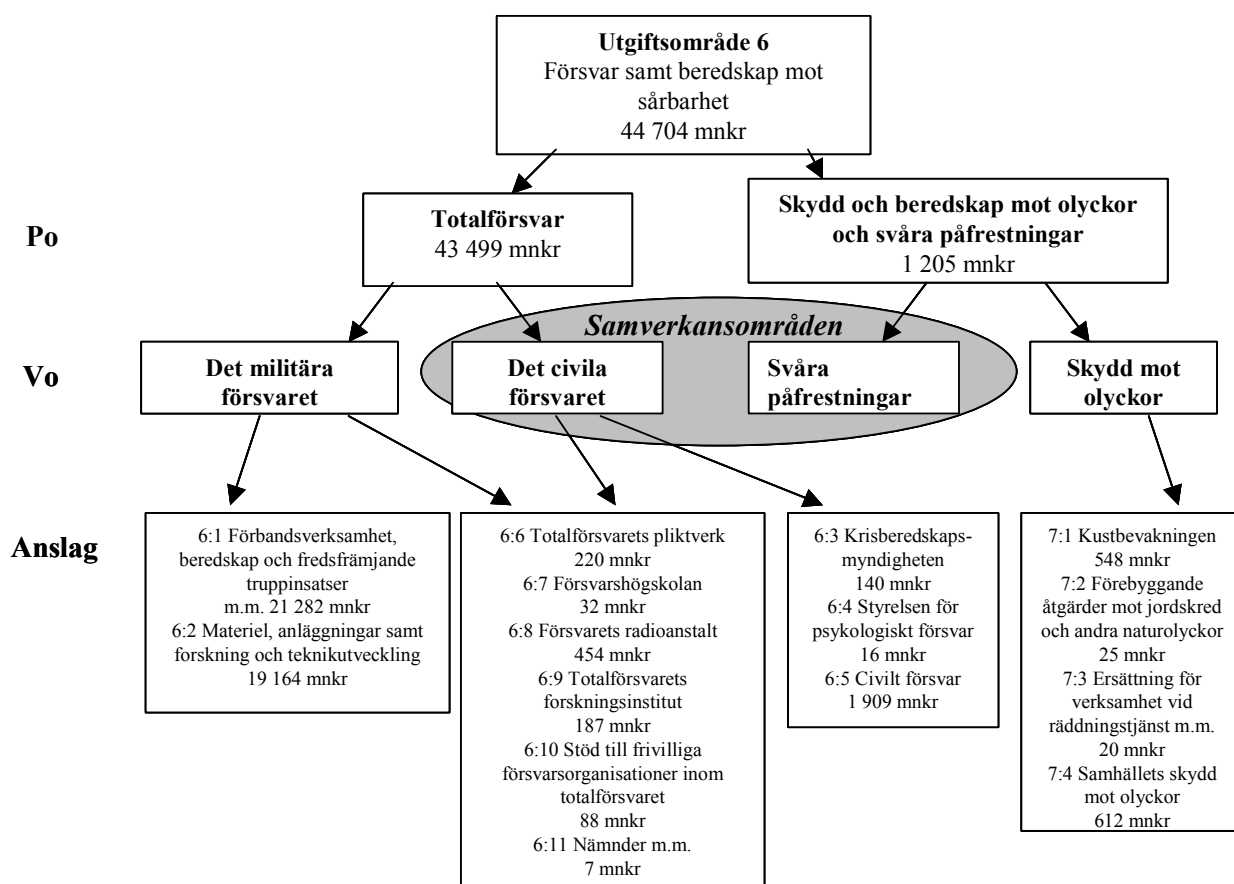 Utgiftsområde 6
Försvar samt beredskap mot
sårbarhet
44 704 mnkr
Po
Totalförsvar
43 499 mnkr
Skydd och beredskap mot olyckor
och svåra påfrestningar
1 205 mnkr
Samverkansområden
Vo
Det militära
försvaret
Det civila
försvaret
Svåra
påfrestningar
Skydd mot
olyckor
Anslag
6:1 Förbandsverksamhet,
beredskap och fredsfrämjande
truppinsatser
m.m. 21 282 mnkr
6:2 Materiel, anläggningar samt
forskning och teknikutveckling
19 164 mnkr
6:6 Totalförsvarets pliktverk
220 mnkr
6:7 Försvarshögskolan
32 mnkr
6:8 Försvarets radioanstalt
454 mnkr
6:9 Totalförsvarets
forskningsinstitut
187 mnkr
6:10 Stöd till frivilliga
försvarsorganisationer inom
totalförsvaret
88 mnkr
6:11 Nämnder m.m.
7 mnkr
6:3 Krisberedskaps-
myndigheten
140 mnkr
6:4 Styrelsen för
psykologiskt försvar
16 mnkr
6:5 Civilt försvar
1 909 mnkr
7:1 Kustbevakningen
548 mnkr
7:2 Förebyggande
åtgärder mot jordskred
och andra naturolyckor
25 mnkr
7:3 Ersättning för
verksamhet vid
räddningstjänst m.m.
20 mnkr
7:4 Samhällets skydd
mot olyckor
612 mnkr